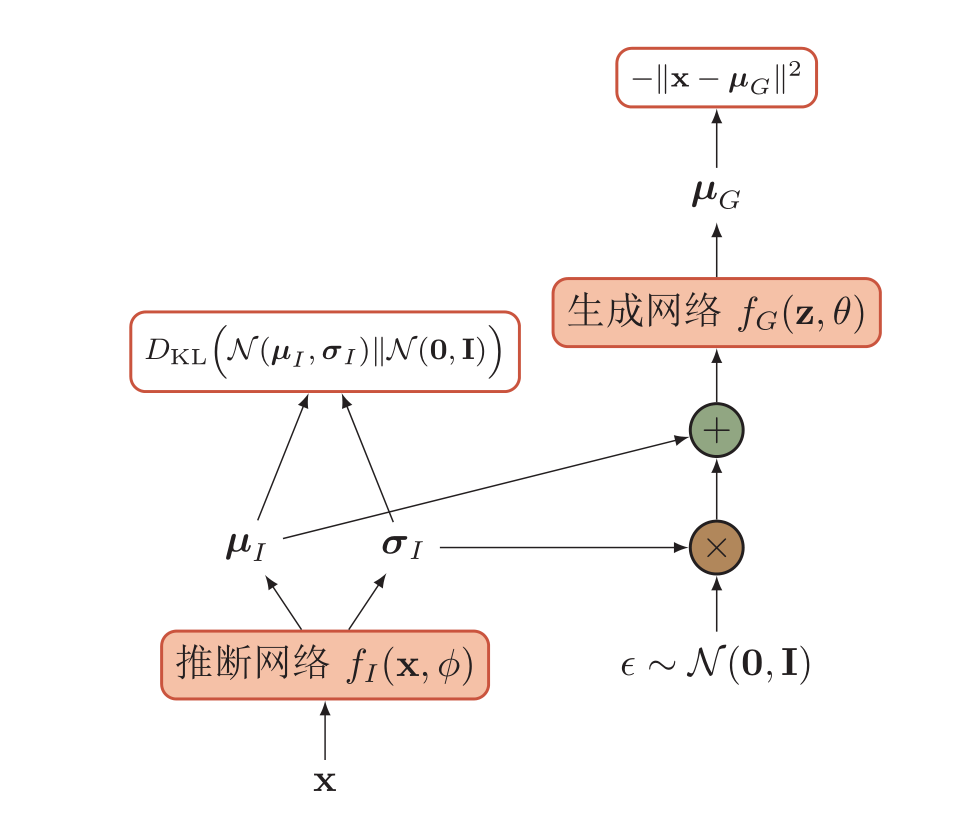 −‖x − μ_G‖²
μ_G
生成网络 f_G(z, θ)
D_KL(𝒩(μ_I, σ_I)‖𝒩(0, I))
+
μ_I
σ_I
×
推断网络 f_I(x, ϕ)
ϵ ∼ 𝒩(0, I)
x